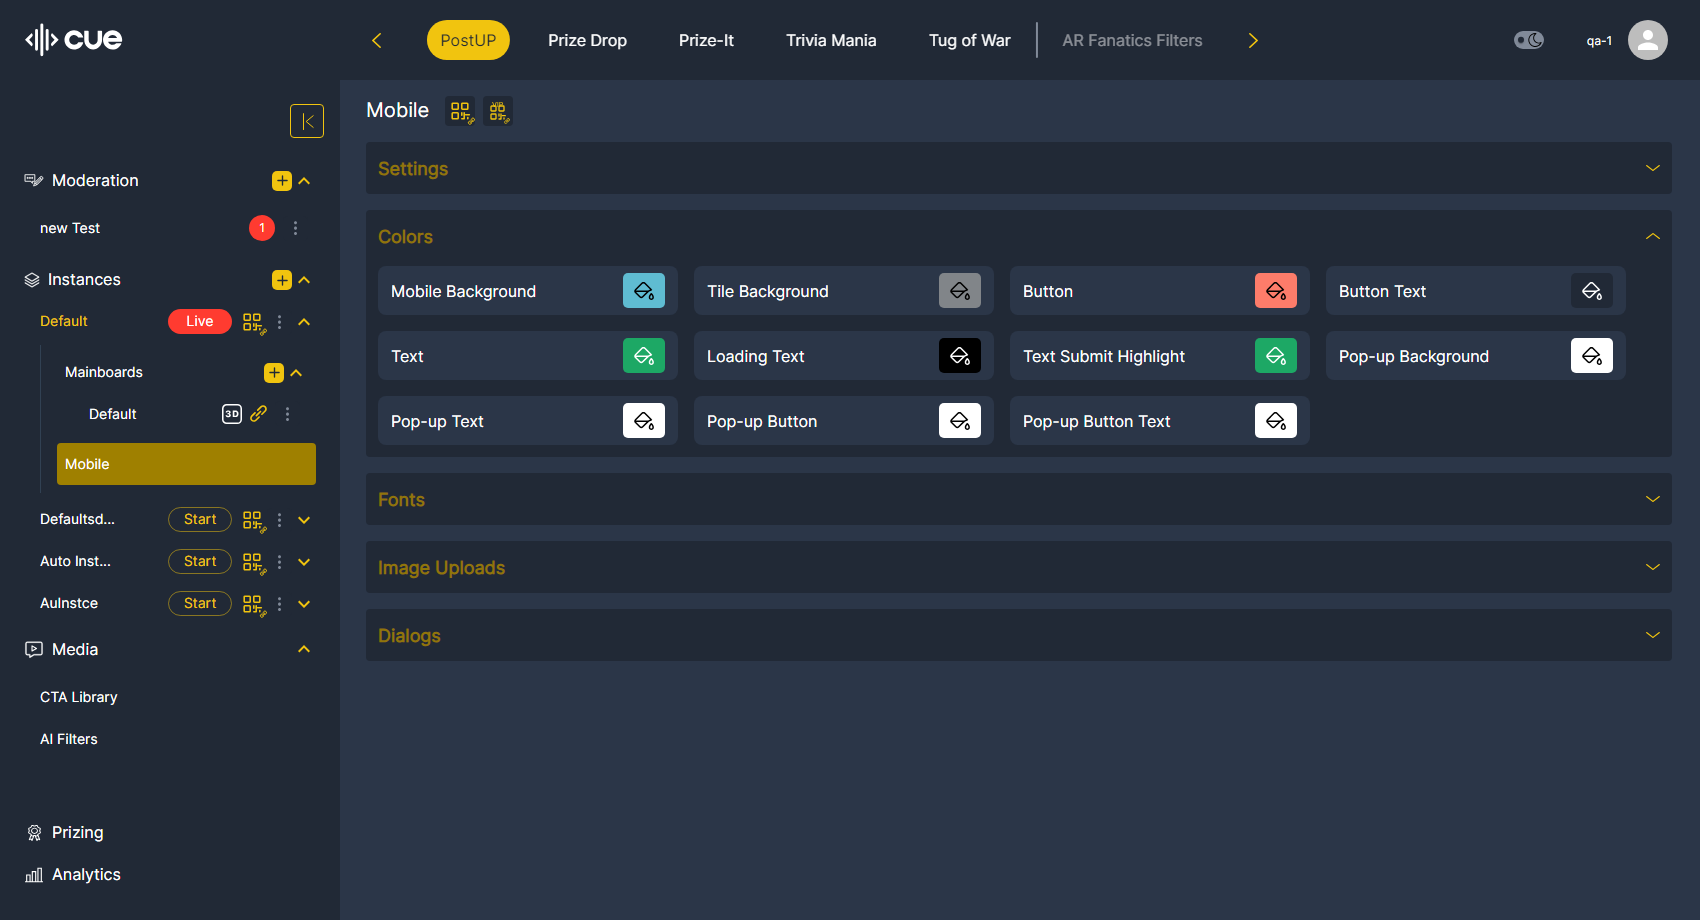 cue
PostUP
Prize Drop
Prize-It
Trivia Mania
Tug of War
AR Fanatics Filters
qa-1
Moderation
new Test
1
Instances
Default
Live
Mainboards
Default
3D
Mobile
Defaultsd...
Start
Auto Inst...
Start
AuInstce
Start
Media
CTA Library
AI Filters
Prizing
Analytics
Mobile
VIP
Settings
Colors
Mobile Background
Tile Background
Button
Button Text
Text
Loading Text
Text Submit Highlight
Pop-up Background
Pop-up Text
Pop-up Button
Pop-up Button Text
Fonts
Image Uploads
Dialogs